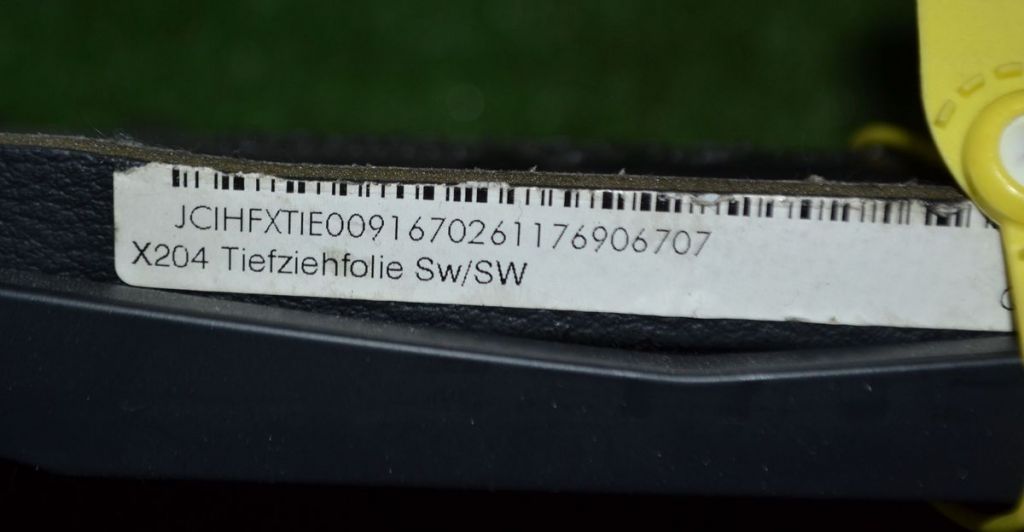 JCIHFXTIE0091670261176906707
X204 Tiefziehfolie Sw/SW